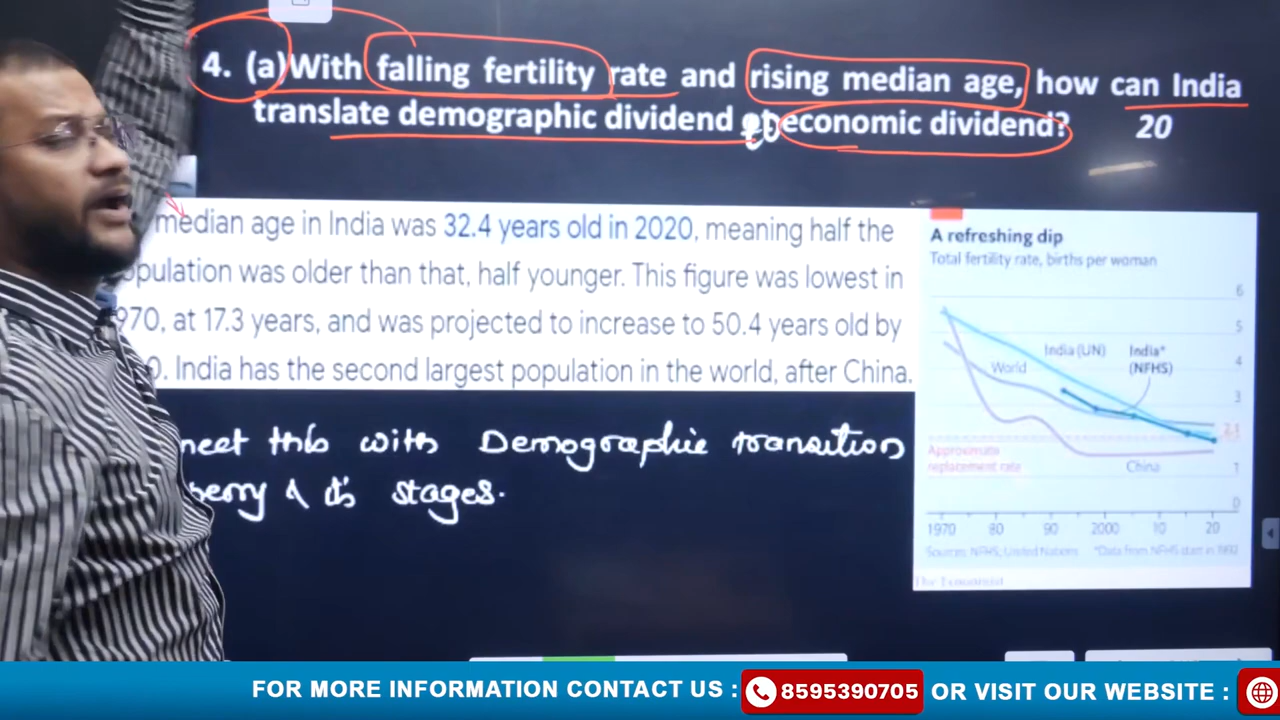 4. (a) With falling fertility rate and rising median age, how can India
translate demographic dividend to economic dividend? 20
median age in India was 32.4 years old in 2020, meaning half the
opulation was older than that, half younger. This figure was lowest in
970, at 17.3 years, and was projected to increase to 50.4 years old by
0. India has the second largest population in the world, after China.
A refreshing dip
Total fertility rate, births per woman
6
5
India (UN)
India*
(NFHS)
4
World
3
2.1
Approximate
replacement rate
China
1
0
1970 80 90 2000 10 20
Sources: NFHS; United Nations *Data from NFHS start in 1992
The Economist
this with Demographic transition
stages.
FOR MORE INFORMATION CONTACT US : 8595390705 OR VISIT OUR WEBSITE :